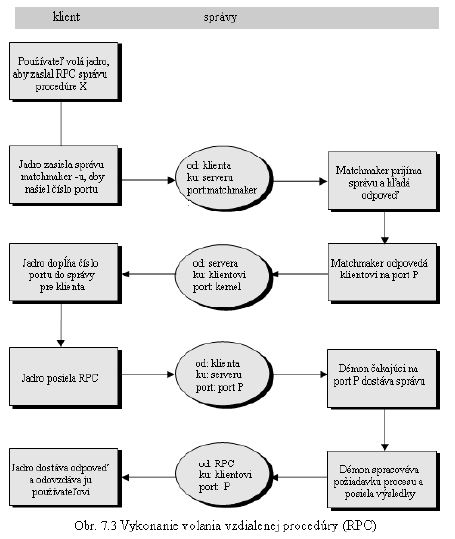 klient
správy
Používateľ volá jadro,
aby zaslal RPC správu
procedúre X
Jadro zasiela správu
matchmaker -u, aby
našiel číslo portu
od: klienta
ku: serveru
port:matchmaker
Matchmaker prijíma
správu a hľadá
odpoveď
Jadro dopĺňa číslo
portu do správy
pre klienta
od: servera
ku: klientovi
port: kernel
Matchmaker odpovedá
klientovi na port P
Jadro posiela RPC
od: klienta
ku: serveru
port: port P
Démon čakajúci na
port P dostáva správu
Jadro dostáva odpoveď
a odovzdáva ju
používateľovi
od: RPC
ku: klientovi
port: P
Démon spracovéva
požiadavku procesu a
posiela výsledky
Obr. 7.3 Vykonanie volania vzdialenej procedúry (RPC)